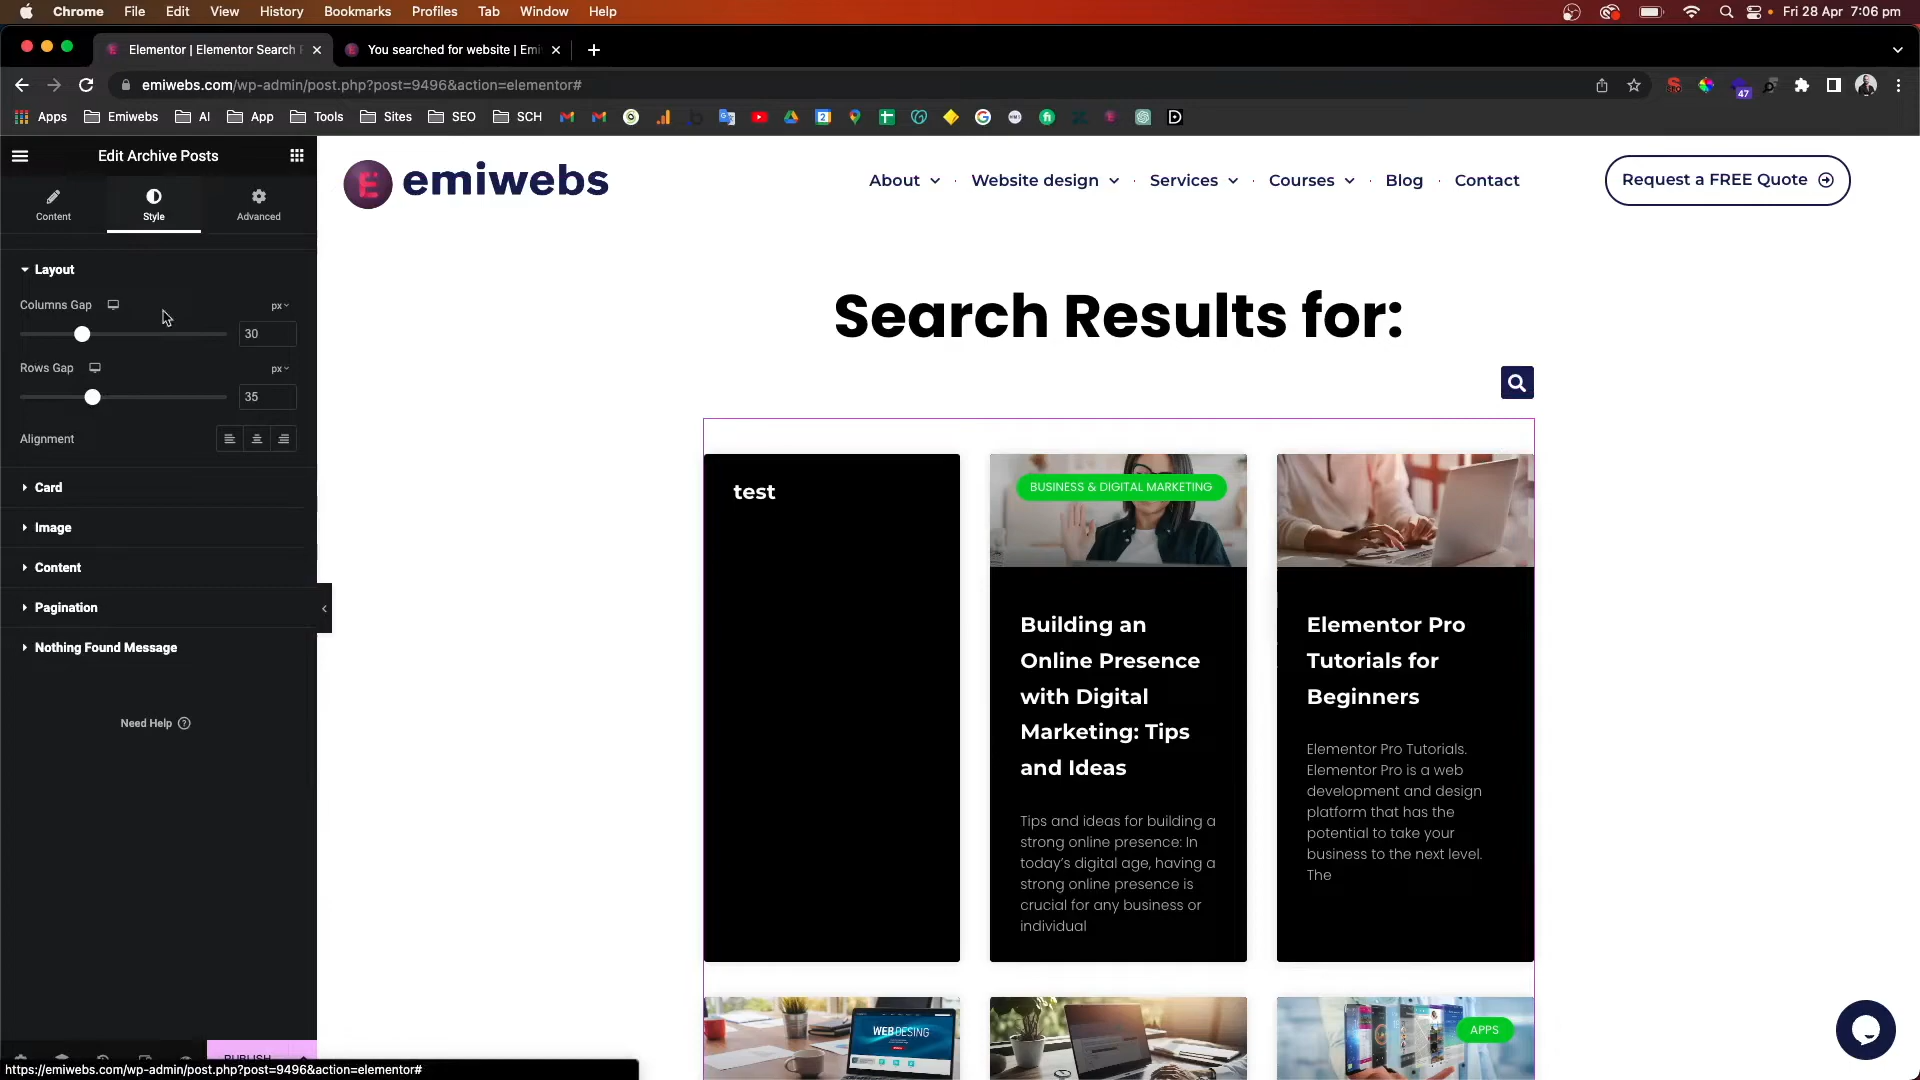 Chrome File Edit View History Bookmarks Profiles Tab Window Help Fri 28 Apr 7:06 pm
Elementor | Elementor Search You searched for website | Emi
emiwebs.com/wp-admin/post.php?post=9496&action=elementor#
47
Apps Emiwebs AI App Tools Sites SEO SCH
Edit Archive Posts
Content Style Advanced
Layout
Columns Gap px
30
Rows Gap px
35
Alignment
Card
Image
Content
Pagination
Nothing Found Message
Need Help
PUBLISH
https://emiwebs.com/wp-admin/post.php?post=9496&action=elementor#
emiwebs
About Website design Services Courses Blog Contact
Request a FREE Quote
Search Results for:
test
BUSINESS & DIGITAL MARKETING
Building an
Online Presence
with Digital
Marketing: Tips
and Ideas
Tips and ideas for building a
strong online presence: In
today's digital age, having a
strong online presence is
crucial for any business or
individual
Elementor Pro
Tutorials for
Beginners
Elementor Pro Tutorials.
Elementor Pro is a web
development and design
platform that has the
potential to take your
business to the next level.
The
WEB DESING
APPS